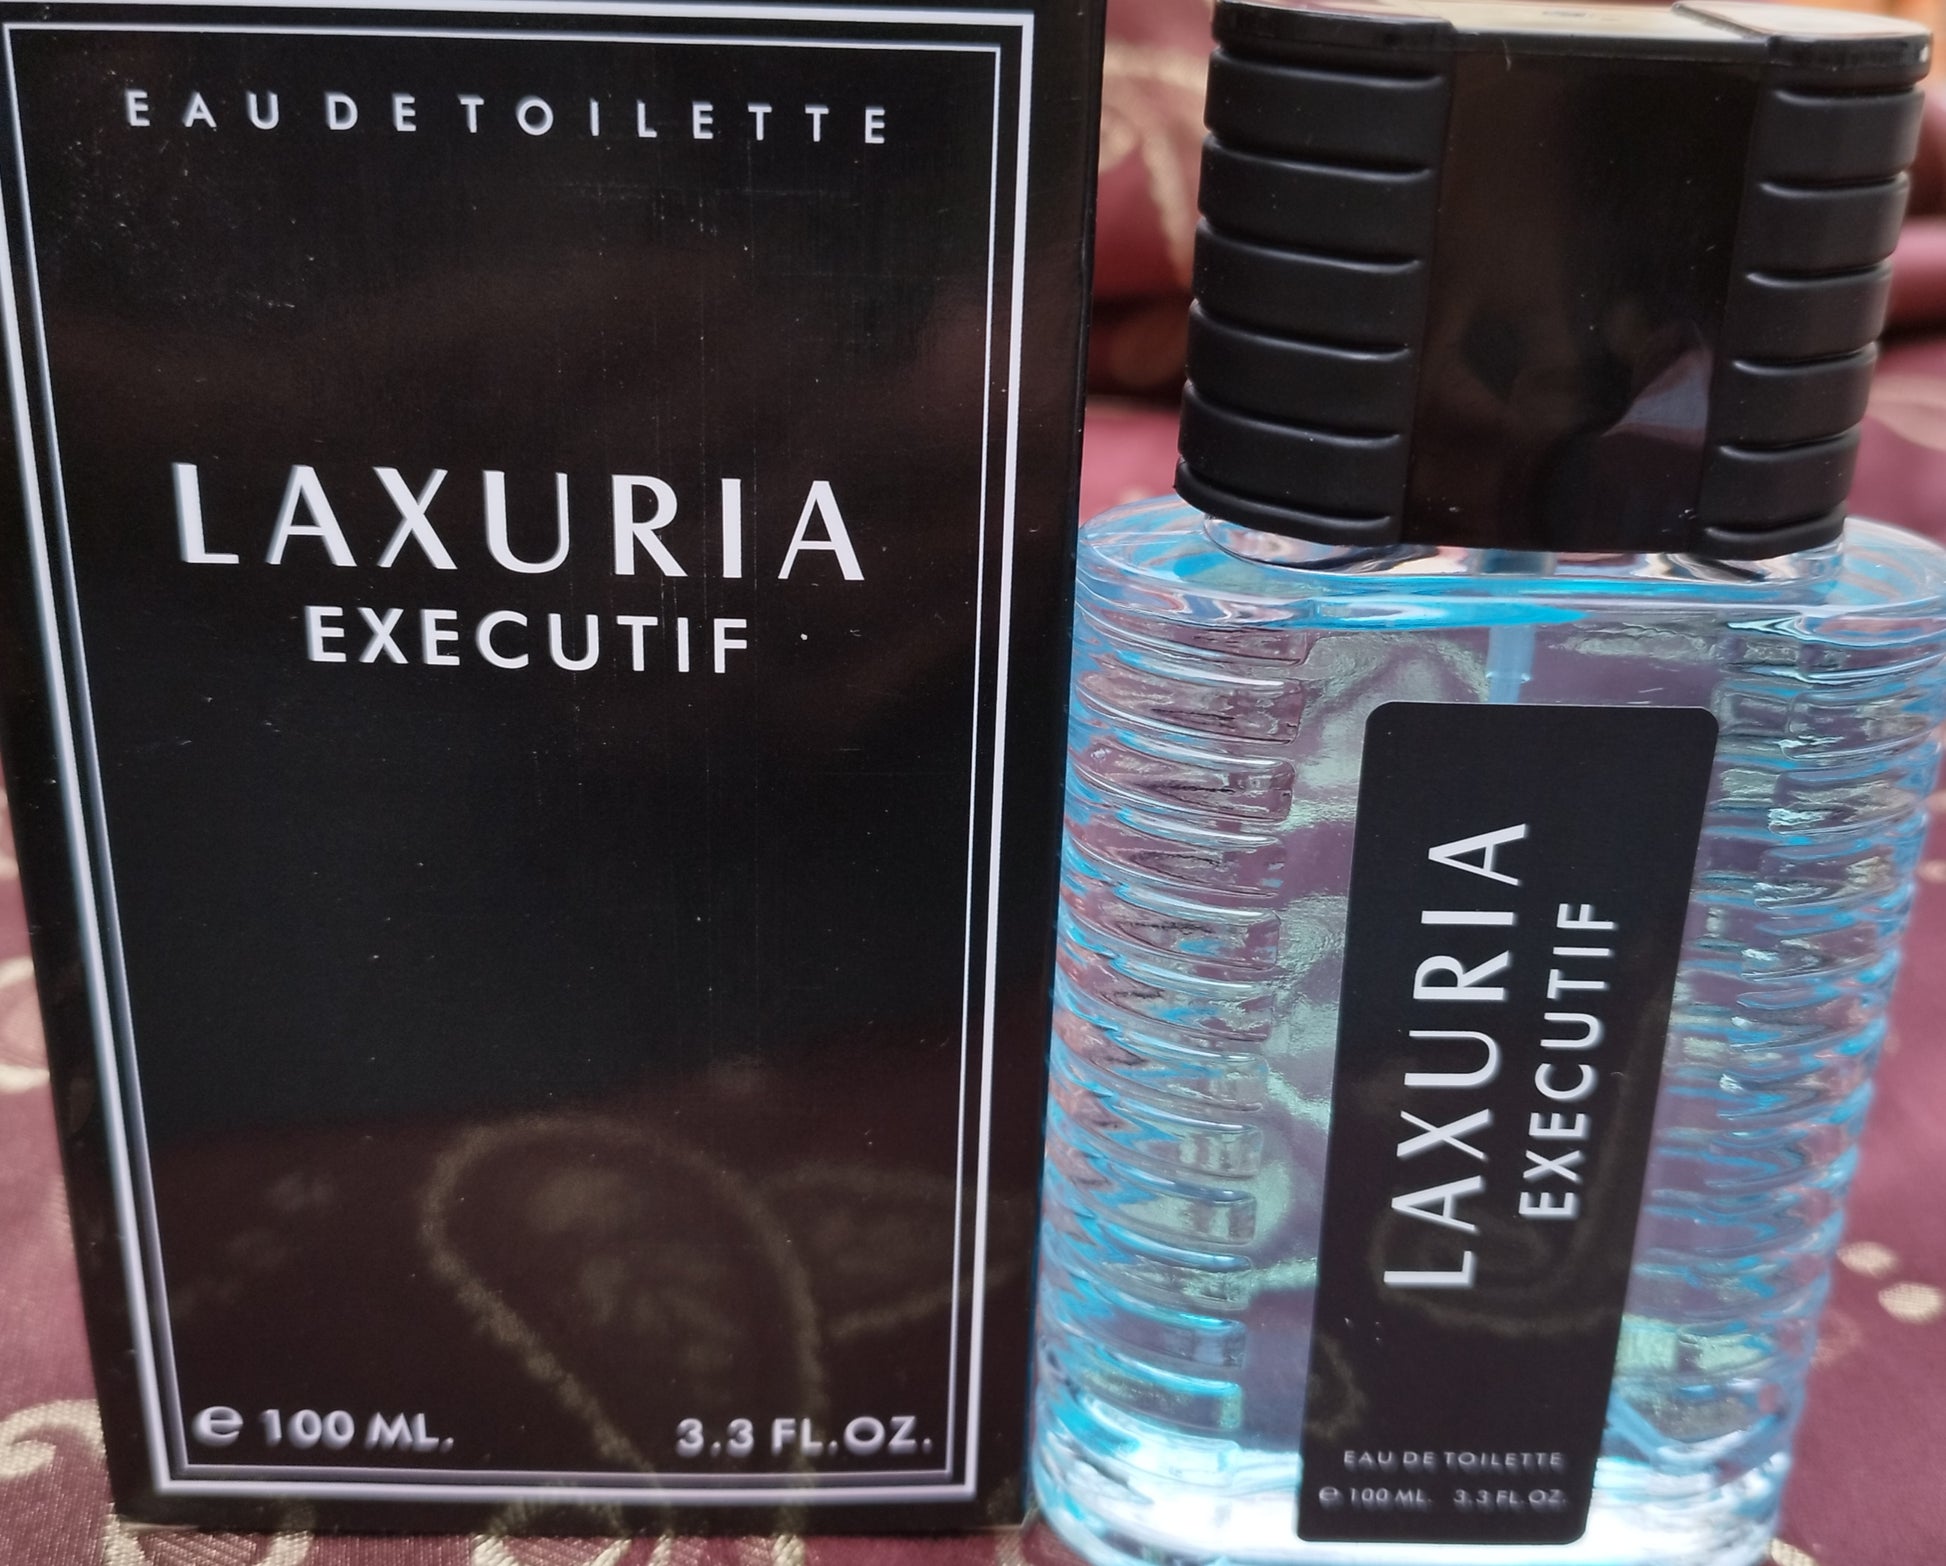 EAU DE TOILETTE
LAXURIA
EXECUTIF
e 100 ML.
3.3 FL.OZ.
LAXURIA
EXECUTIF
EAU DE TOILETTE
e 100 ML. 3.3 FL.OZ.